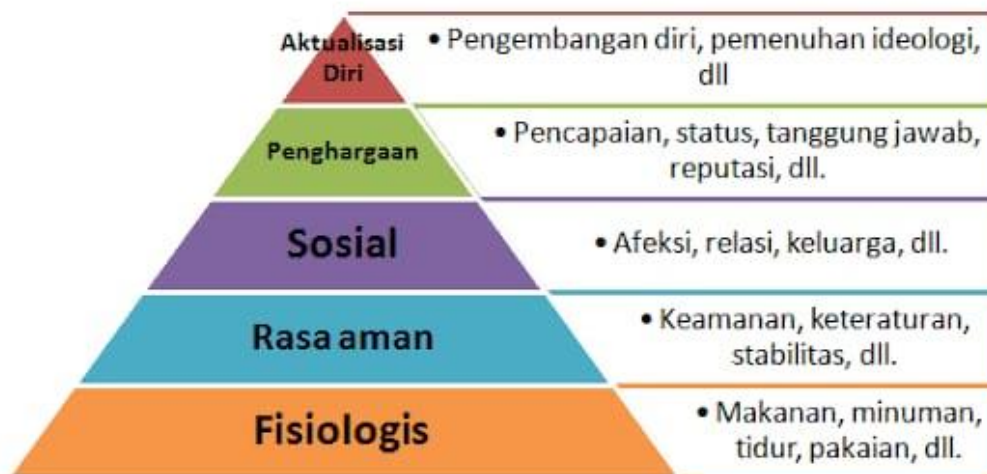 Aktualisasi
Diri
• Pengembangan diri, pemenuhan ideologi,
dll
Penghargaan
• Pencapaian, status, tanggung jawab,
reputasi, dll.
Sosial
• Afeksi, relasi, keluarga, dll.
Rasa aman
• Keamanan, keteraturan,
stabilitas, dll.
Fisiologis
• Makanan, minuman,
tidur, pakaian, dll.